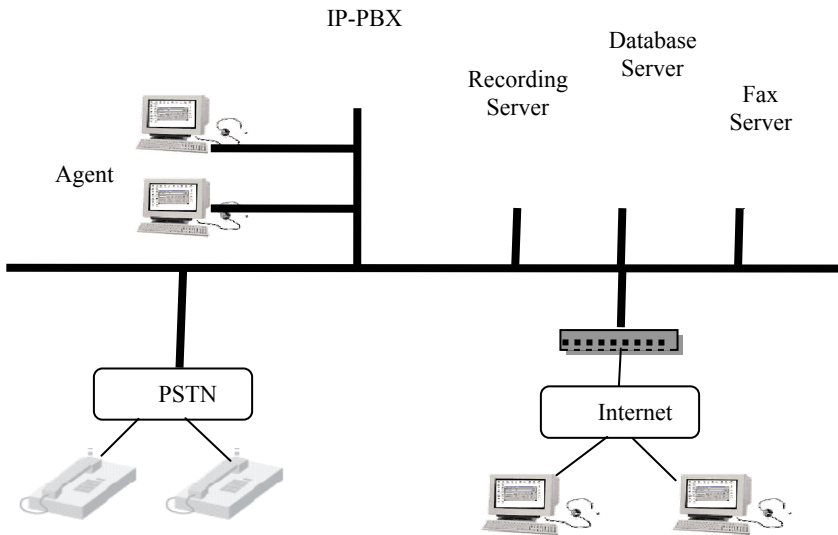 IP-PBX
Database
Server
Recording
Server
Fax
Server
Agent
PSTN
Internet